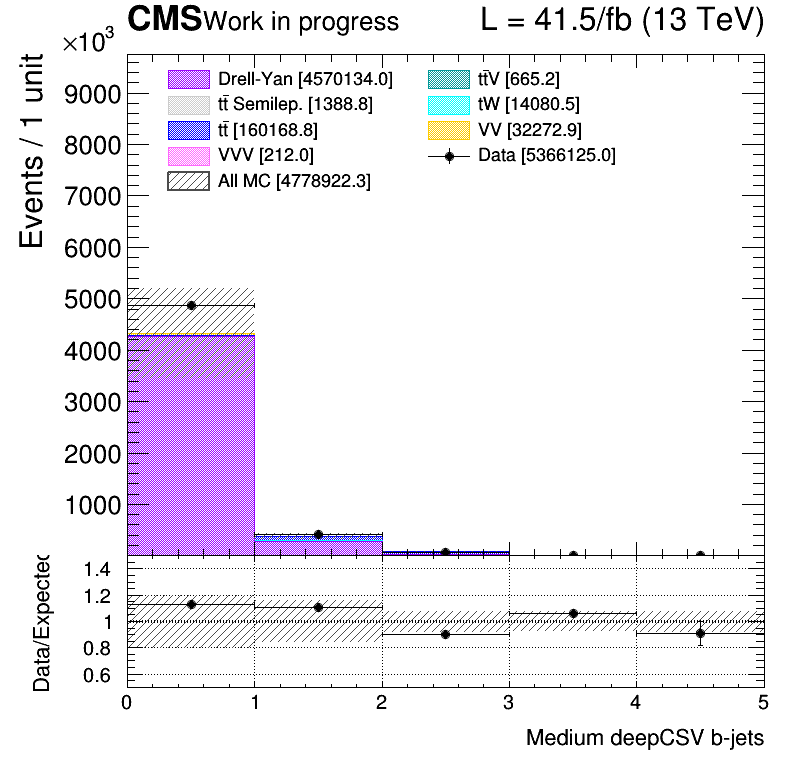 CMS Work in progress L = 41.5/fb (13 TeV)
×10³
Events / 1 unit
9000
8000
7000
6000
5000
4000
3000
2000
1000
Drell-Yan [4570134.0]
tt̄ Semilep. [1388.8]
tt̄ [160168.8]
VVV [212.0]
All MC [4778922.3]
tt̄V [665.2]
tW [14080.5]
VV [32272.9]
Data [5366125.0]
Data/Expected
1.4
1.2
1
0.8
0.6
0 1 2 3 4 5
Medium deepCSV b-jets